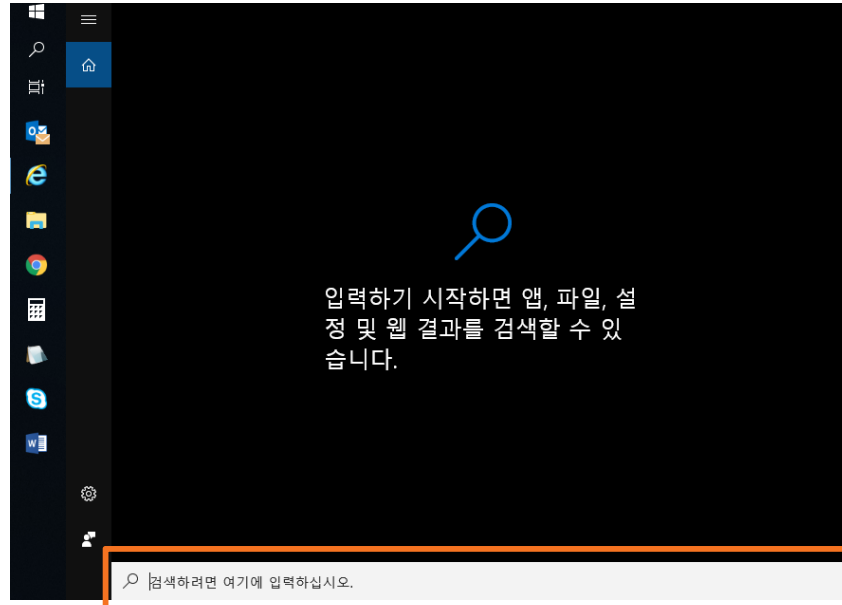 입력하기 시작하면 앱, 파일, 설
정 및 웹 결과를 검색할 수 있
습니다.
검색하려면 여기에 입력하십시오.